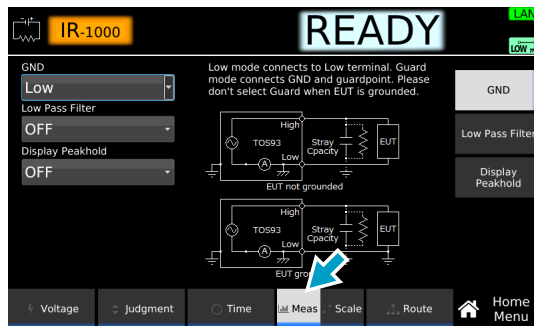 IR-1000
READY
LAN
LOW
GND
Low
Low Pass Filter
OFF
Display Peakhold
OFF
Low mode connects to Low terminal. Guard
mode connects GND and guardpoint. Please
don't select Guard when EUT is grounded.
High
TOS93
Stray
Cpacity
EUT
Low
A
EUT not grounded
High
TOS93
Stray
Cpacity
EUT
Low
A
EUT
GND
Low Pass Filter
Display
Peakhold
Voltage
Judgment
Time
Meas
Scale
Route
Home
Menu